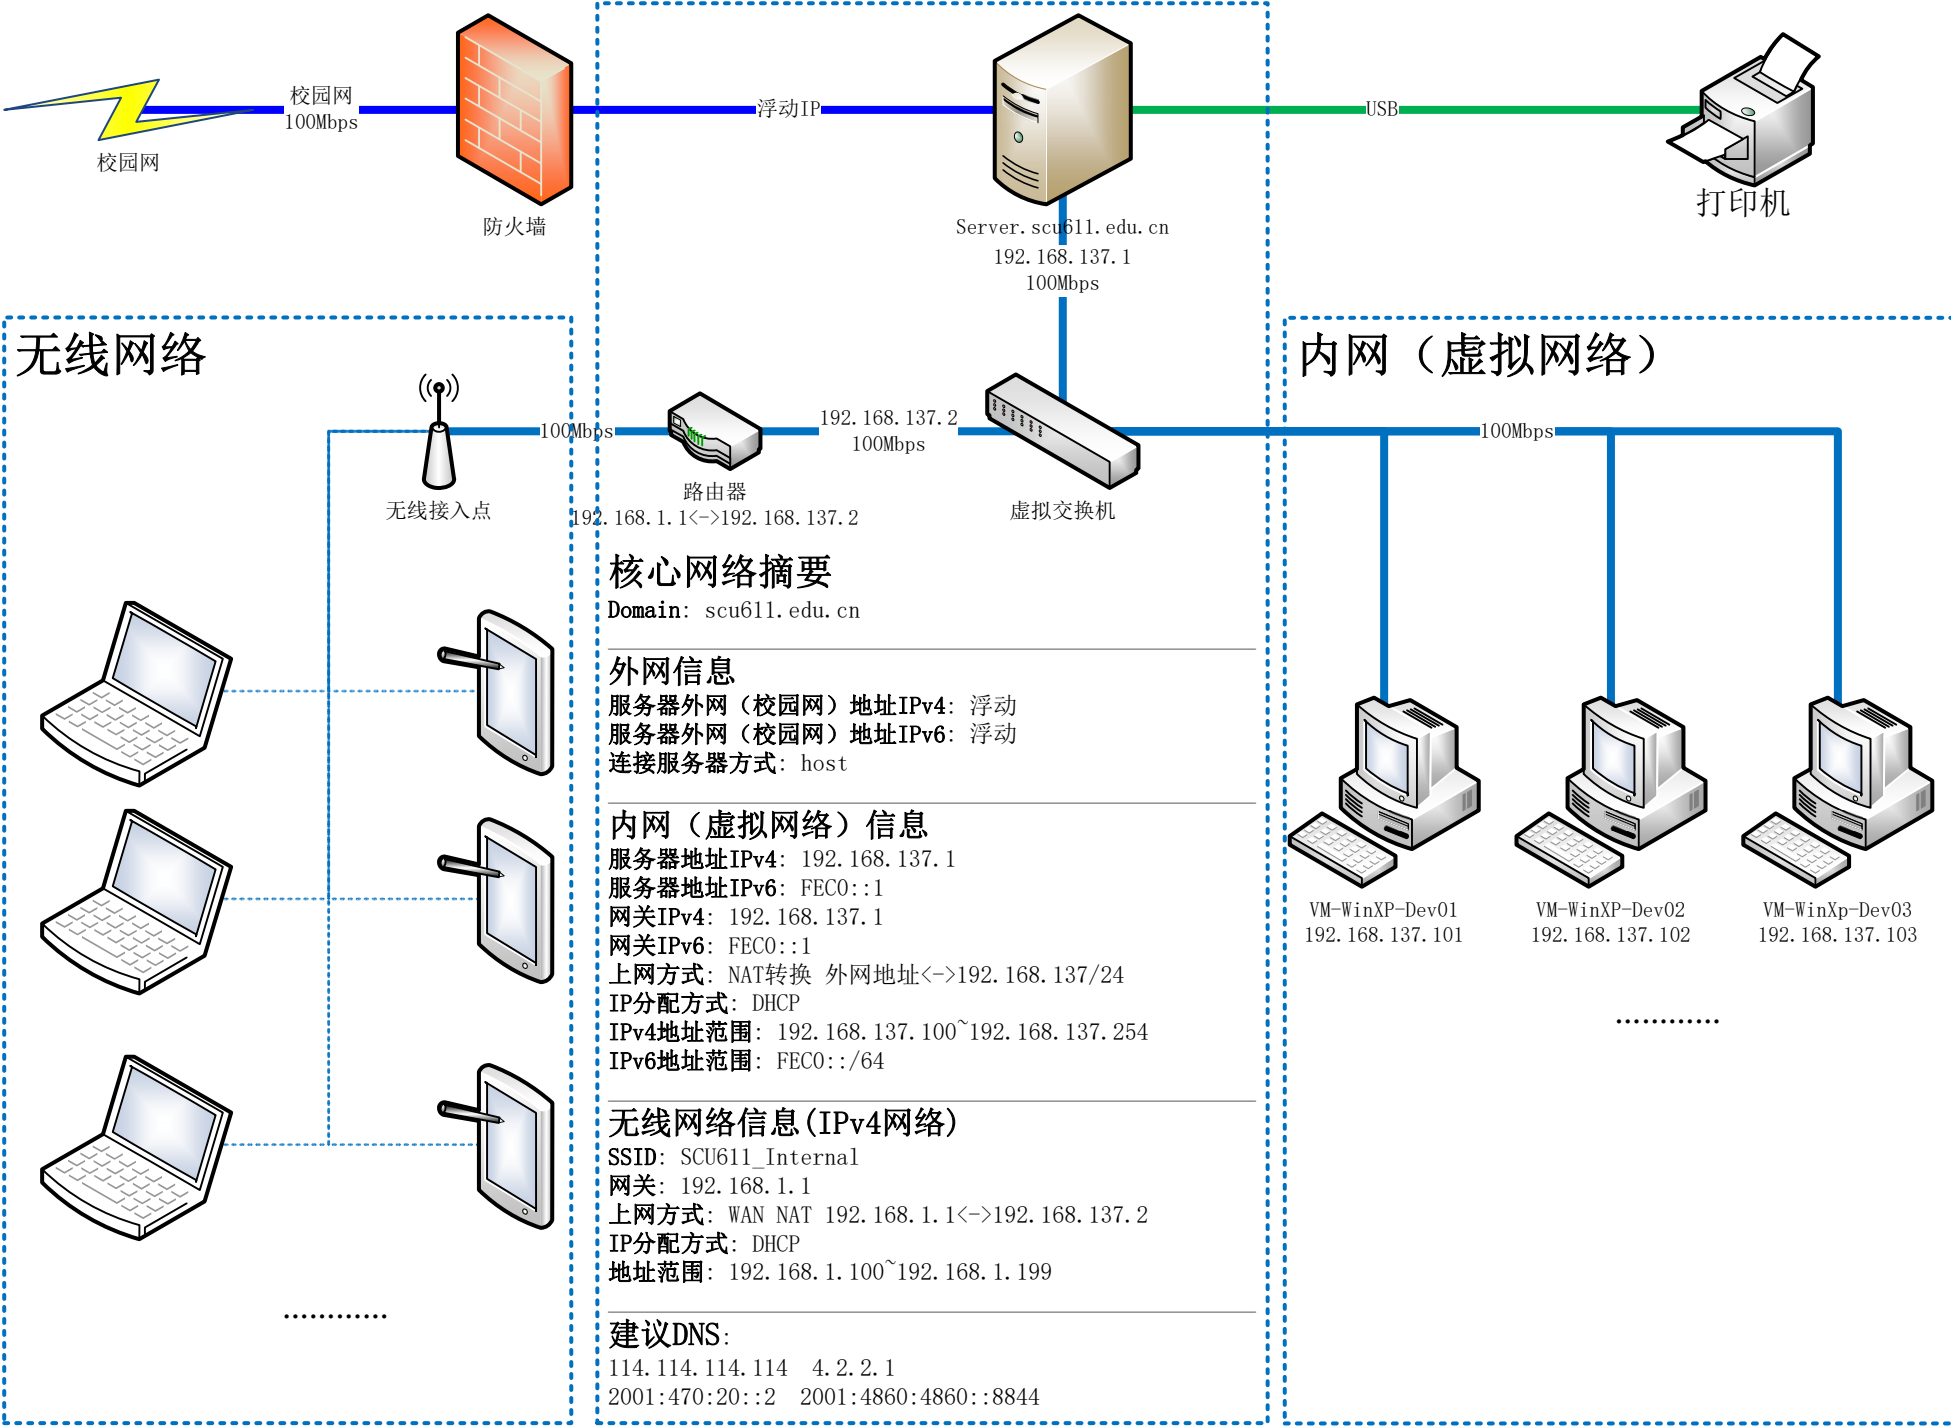 校园网
100Mbps
校园网
防火墙
浮动IP
Server.scu611.edu.cn
192.168.137.1
100Mbps
USB
打印机
无线网络
无线接入点
100Mbps
路由器
192.168.1.1<->192.168.137.2
192.168.137.2
100Mbps
虚拟交换机
核心网络摘要
Domain: scu611.edu.cn
外网信息
服务器外网（校园网）地址IPv4: 浮动
服务器外网（校园网）地址IPv6: 浮动
连接服务器方式: host
内网（虚拟网络）信息
服务器地址IPv4: 192.168.137.1
服务器地址IPv6: FEC0::1
网关IPv4: 192.168.137.1
网关IPv6: FEC0::1
上网方式: NAT转换 外网地址<->192.168.137/24
IP分配方式: DHCP
IPv4地址范围: 192.168.137.100~192.168.137.254
IPv6地址范围: FEC0::/64
无线网络信息(IPv4网络)
SSID: SCU611_Internal
网关: 192.168.1.1
上网方式: WAN NAT 192.168.1.1<->192.168.137.2
IP分配方式: DHCP
地址范围: 192.168.1.100~192.168.1.199
建议DNS:
114.114.114.114 4.2.2.1
2001:470:20::2 2001:4860:4860::8844
内网（虚拟网络）
100Mbps
VM-WinXP-Dev01
192.168.137.101
VM-WinXP-Dev02
192.168.137.102
VM-WinXp-Dev03
192.168.137.103
............
............